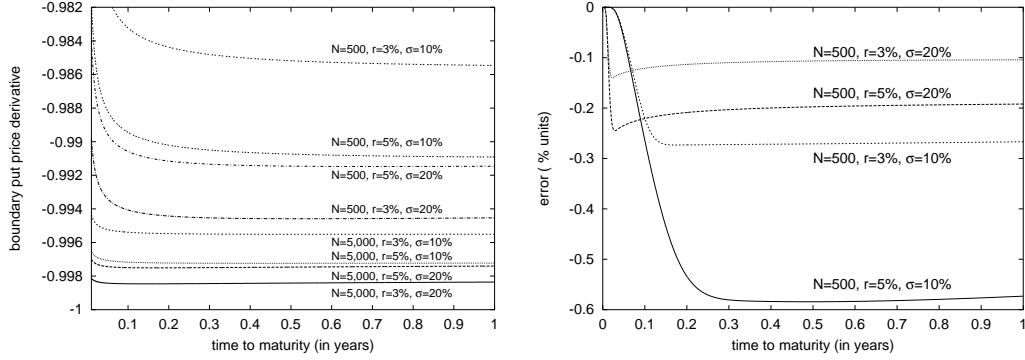 -0.982
-0.984
-0.986
-0.988
-0.99
-0.992
-0.994
-0.996
-0.998
-1
boundary put price derivative
N=500, r=3%, σ=10%
N=500, r=5%, σ=10%
N=500, r=5%, σ=20%
N=500, r=3%, σ=20%
N=5,000, r=3%, σ=10%
N=5,000, r=5%, σ=10%
N=5,000, r=5%, σ=20%
N=5,000, r=3%, σ=20%
0.1 0.2 0.3 0.4 0.5 0.6 0.7 0.8 0.9 1
time to maturity (in years)
0
-0.1
-0.2
-0.3
-0.4
-0.5
-0.6
error ( % units)
N=500, r=3%, σ=20%
N=500, r=5%, σ=20%
N=500, r=3%, σ=10%
N=500, r=5%, σ=10%
0 0.1 0.2 0.3 0.4 0.5 0.6 0.7 0.8 0.9 1
time to maturity (in years)